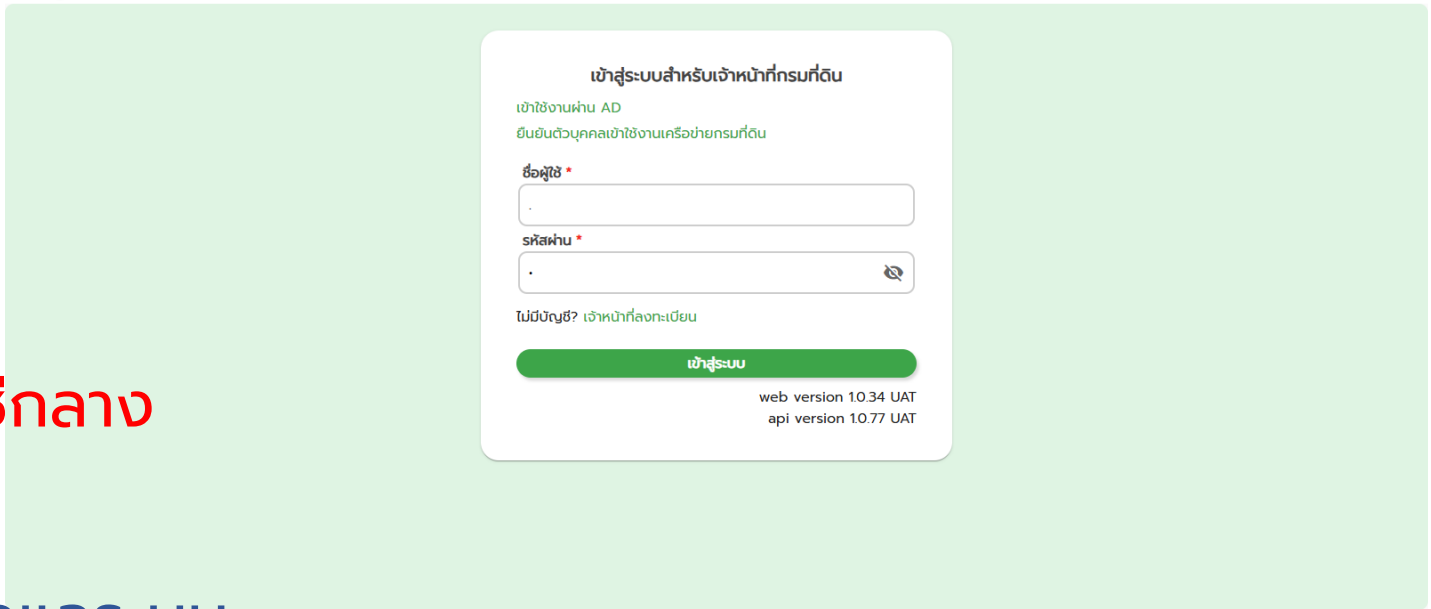 เข้าสู่ระบบสำหรับเจ้าหน้าที่กรมที่ดิน
เข้าใช้งานผ่าน AD
ยืนยันตัวบุคคลเข้าใช้งานเครือข่ายกรมที่ดิน
ชื่อผู้ใช้ *
.
รหัสผ่าน *
•
ไม่มีบัญชี? เจ้าหน้าที่ลงทะเบียน
เข้าสู่ระบบ
web version 1.0.34 UAT
api version 1.0.77 UAT
กลาง